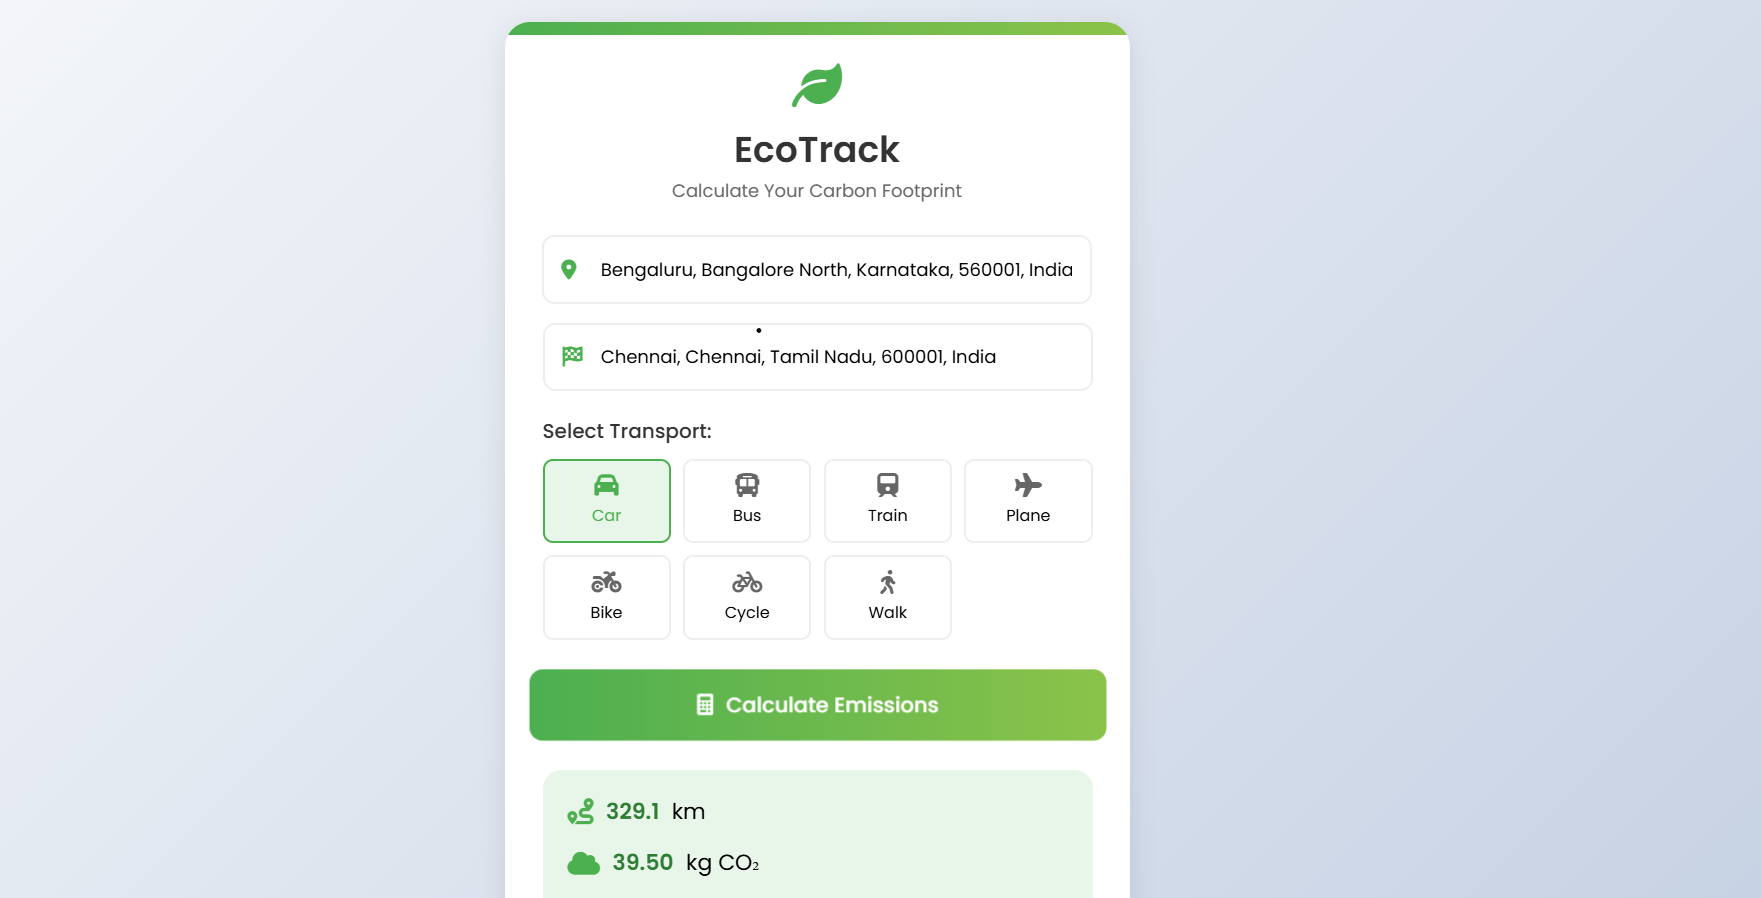 EcoTrack
Calculate Your Carbon Footprint
Bengaluru, Bangalore North, Karnataka, 560001, India
Chennai, Chennai, Tamil Nadu, 600001, India
Select Transport:
Car Bus Train Plane
Bike Cycle Walk
Calculate Emissions
329.1 km
39.50 kg CO₂